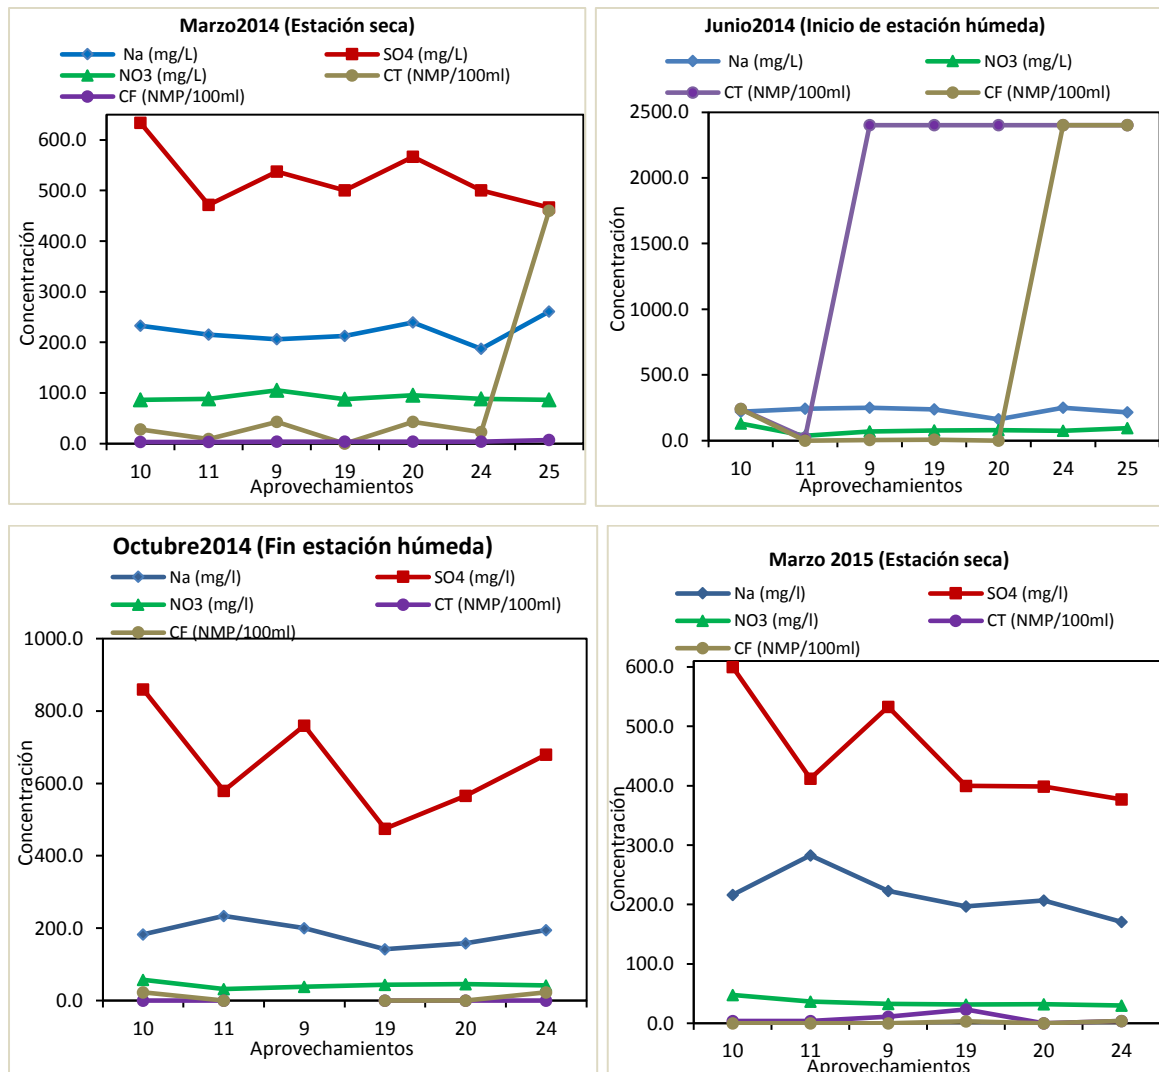 Marzo2014 (Estación seca)
Na (mg/L) SO4 (mg/L)
NO3 (mg/L) CT (NMP/100ml)
CF (NMP/100ml)
600.0
500.0
400.0
300.0
200.0
100.0
0.0
Concentración
10 11 9 19 20 24 25
Aprovechamientos
Junio2014 (Inicio de estación húmeda)
Na (mg/L) NO3 (mg/L)
CT (NMP/100ml) CF (NMP/100ml)
2500.0
2000.0
1500.0
1000.0
500.0
0.0
Concentración
10 11 9 19 20 24 25
Aprovechamientos
Octubre2014 (Fin estación húmeda)
Na (mg/l) SO4 (mg/l)
NO3 (mg/l) CT (NMP/100ml)
CF (NMP/100ml)
1000.0
800.0
600.0
400.0
200.0
0.0
Concentración
10 11 9 19 20 24
Aprovechamientos
Marzo 2015 (Estación seca)
Na (mg/l) SO4 (mg/l)
NO3 (mg/l) CT (NMP/100ml)
CF (NMP/100ml)
600.0
500.0
400.0
300.0
200.0
100.0
0.0
Concentración
10 11 9 19 20 24
Aprovechamientos